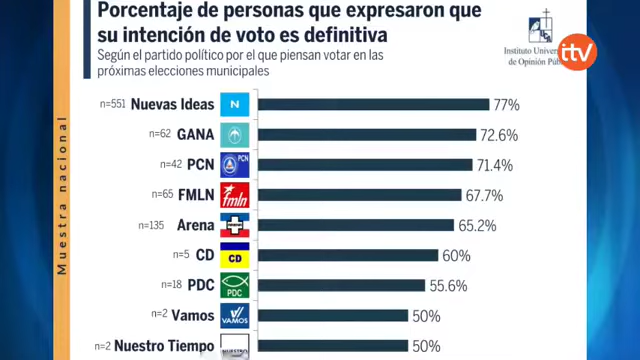 Porcentaje de personas que expresaron que
su intención de voto es definitiva
Según el partido político por el que piensan votar en las
próximas elecciones municipales
Instituto
de Opinión
itv
Muestra nacional
n=551 Nuevas Ideas N 77%
n=62 GANA 72.6%
n=42 PCN PCN 71.4%
n=65 FMLN fmln 67.7%
n=135 Arena 65.2%
n=5 CD CD 60%
n=18 PDC PDC 55.6%
n=2 Vamos VAMOS 50%
n=2 Nuestro Tiempo NUESTRO 50%